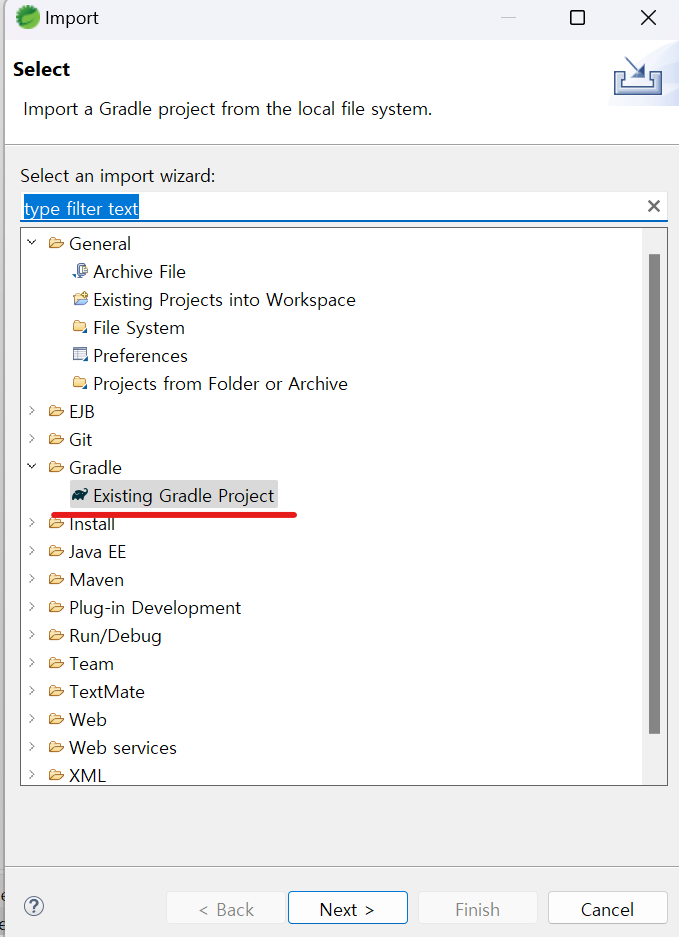 Import
Select
Import a Gradle project from the local file system.
Select an import wizard:
type filter text
General
Archive File
Existing Projects into Workspace
File System
Preferences
Projects from Folder or Archive
EJB
Git
Gradle
Existing Gradle Project
Install
Java EE
Maven
Plug-in Development
Run/Debug
Team
TextMate
Web
Web services
XML
? < Back Next > Finish Cancel